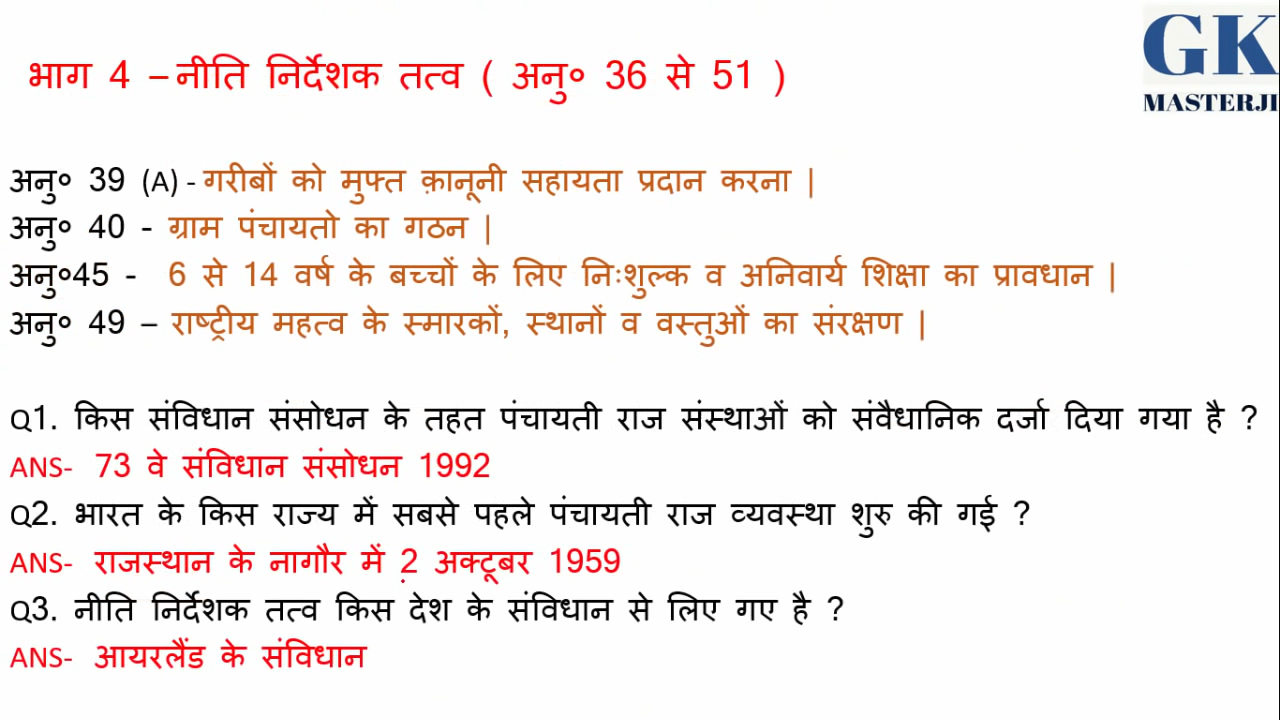 GK
MASTERJI
भाग 4 – नीति निर्देशक तत्व ( अनु० 36 से 51 )
अनु० 39 (A) - गरीबों को मुफ्त क़ानूनी सहायता प्रदान करना |
अनु० 40 - ग्राम पंचायतो का गठन |
अनु०45 - 6 से 14 वर्ष के बच्चों के लिए निःशुल्क व अनिवार्य शिक्षा का प्रावधान |
अनु० 49 – राष्ट्रीय महत्व के स्मारकों, स्थानों व वस्तुओं का संरक्षण |
Q1. किस संविधान संसोधन के तहत पंचायती राज संस्थाओं को संवैधानिक दर्जा दिया गया है ?
ANS- 73 वे संविधान संसोधन 1992
Q2. भारत के किस राज्य में सबसे पहले पंचायती राज व्यवस्था शुरु की गई ?
ANS- राजस्थान के नागौर में 2 अक्टूबर 1959
Q3. नीति निर्देशक तत्व किस देश के संविधान से लिए गए है ?
ANS- आयरलैंड के संविधान